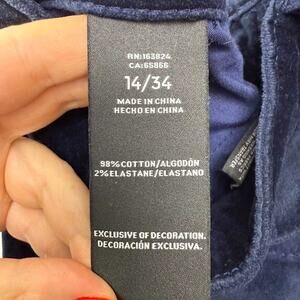 RN:163824
CA:65868
14/34
MADE IN CHINA
HECHO EN CHINA
98% COTTON/ALGODÓN
2% ELASTANE/ELASTANO
EXCLUSIVE OF DECORATION.
DECORACIÓN EXCLUSIVA.